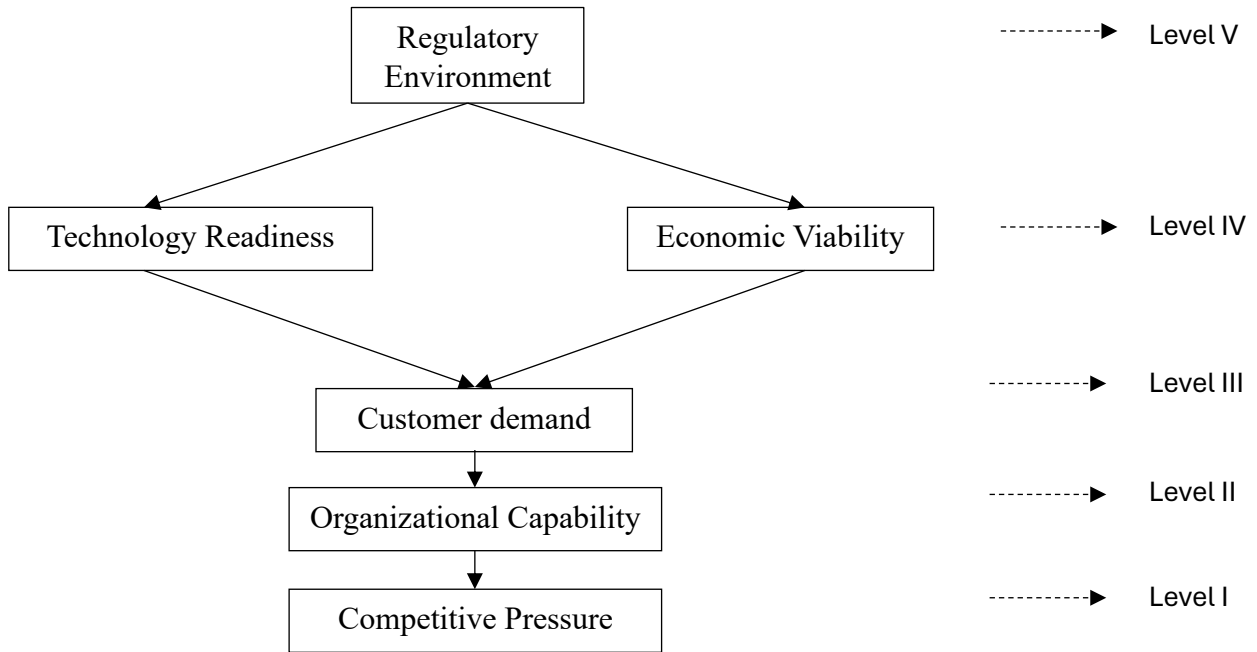 Regulatory
Environment
Level V
Technology Readiness
Economic Viability
Level IV
Customer demand
Level III
Organizational Capability
Level II
Competitive Pressure
Level I